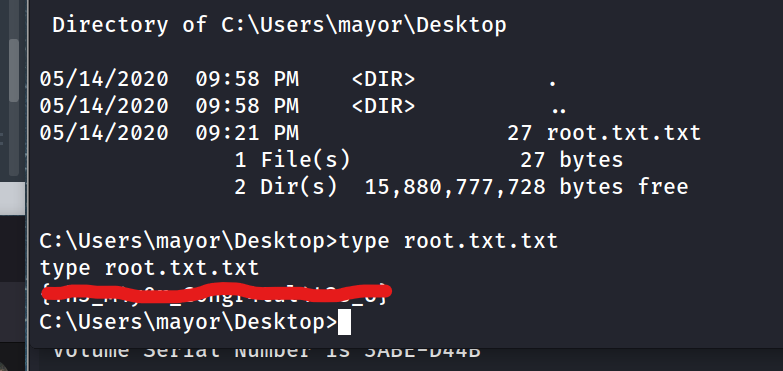 Directory of C:\Users\mayor\Desktop
05/14/2020  09:58 PM    <DIR>          .
05/14/2020  09:58 PM    <DIR>          ..
05/14/2020  09:21 PM                27 root.txt.txt
               1 File(s)             27 bytes
               2 Dir(s)  15,880,777,728 bytes free
C:\Users\mayor\Desktop>type root.txt.txt
type root.txt.txt
C:\Users\mayor\Desktop>
Volume Serial Number is 3ABE-D44B